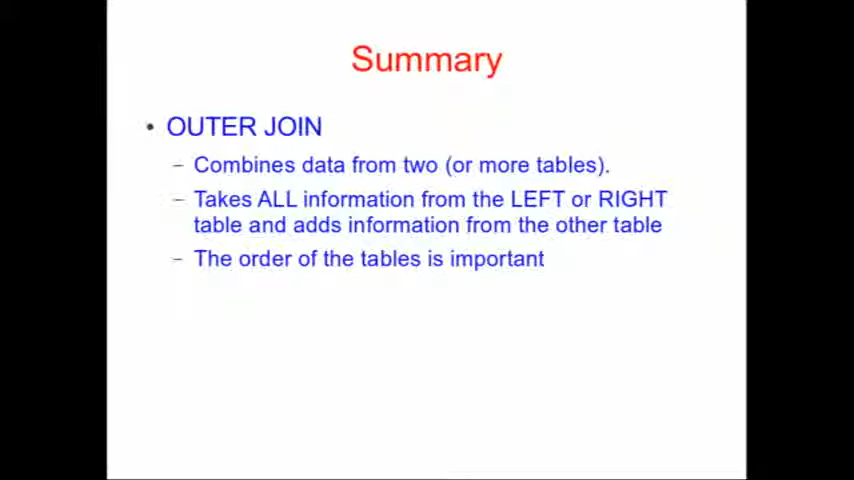 Summary
• OUTER JOIN
– Combines data from two (or more tables).
– Takes ALL information from the LEFT or RIGHT
table and adds information from the other table
– The order of the tables is important